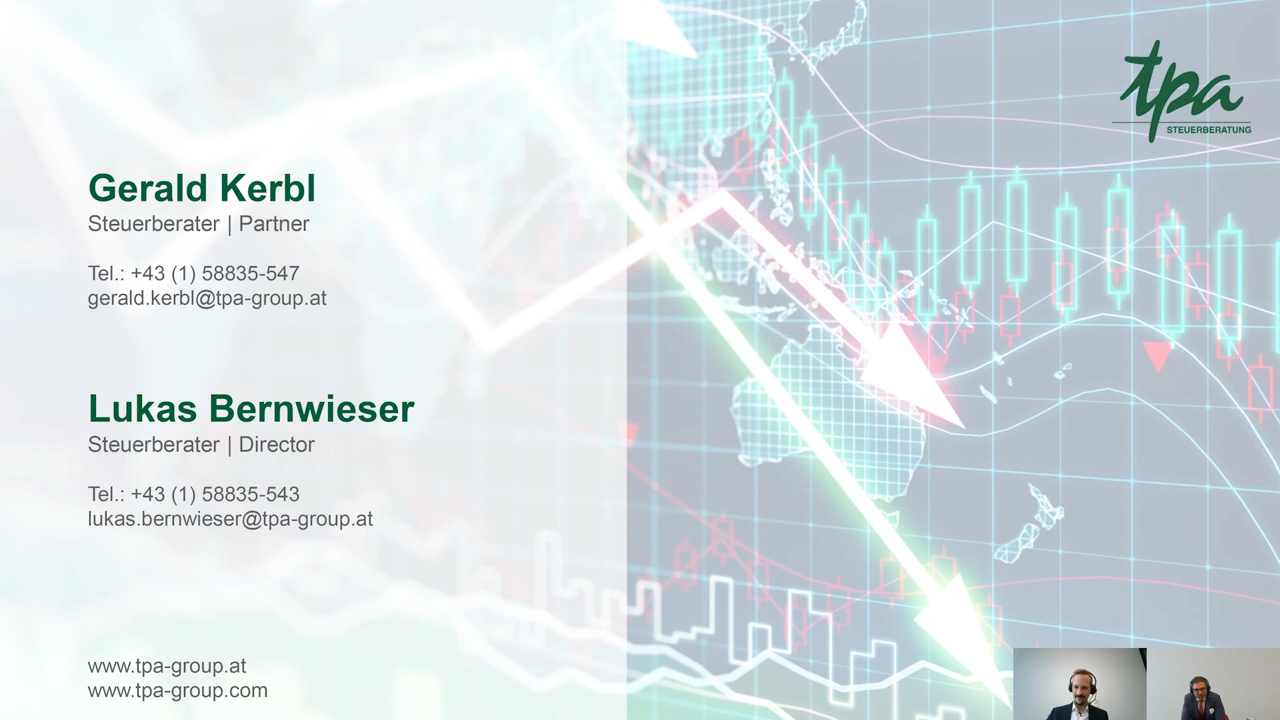 tpa
STEUERBERATUNG
Gerald Kerbl
Steuerberater | Partner
Tel.: +43 (1) 58835-547
gerald.kerbl@tpa-group.at
Lukas Bernwieser
Steuerberater | Director
Tel.: +43 (1) 58835-543
lukas.bernwieser@tpa-group.at
www.tpa-group.at
www.tpa-group.com